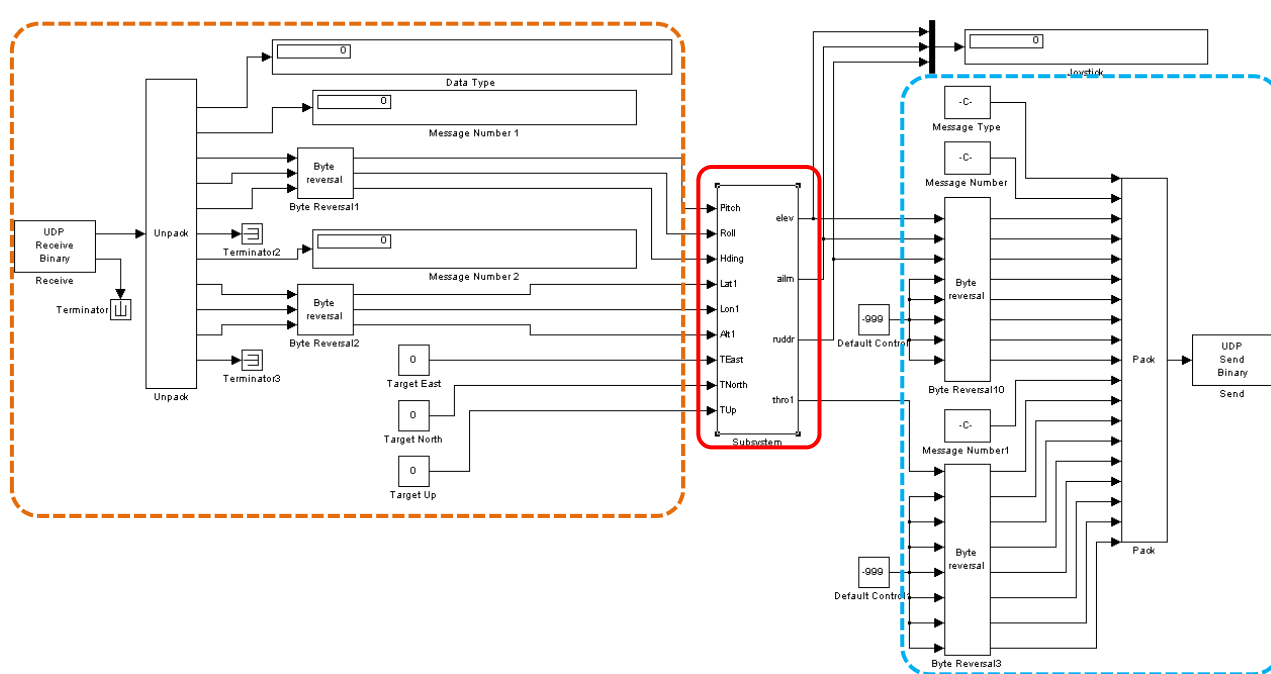 0
Data Type
0
Message Number 1
Byte
reversal
Byte Reversal1
UDP
Receive
Binary
Receive
Terminator
Unpack
Unpack
Terminator2
0
Message Number 2
Byte
reversal
Byte Reversal2
Terminator3
0
Target East
0
Target North
0
Target Up
Pitch
Roll
Hding
Lat1
Lon1
Alt1
TEast
TNorth
TUp
elev
ailrn
ruddr
thro1
Subsystem
0
Joystick
-C-
Message Type
-C-
Message Number
-999
Default Control
Byte
reversal
Byte Reversal10
-C-
Message Number1
-999
Default Control
Byte
reversal
Byte Reversal3
Pack
Pack
UDP
Send
Binary
Send